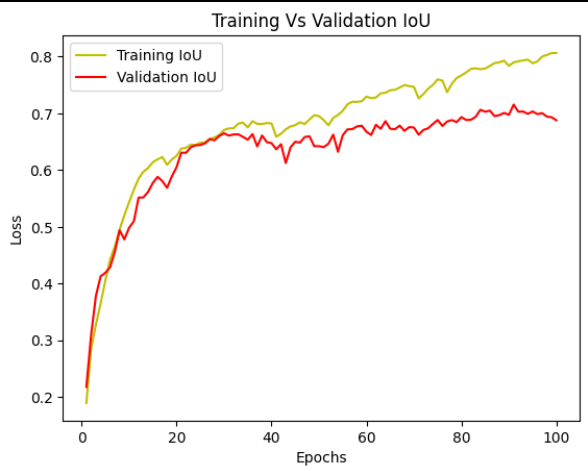 Training Vs Validation IoU
Training IoU
Validation IoU
Loss
0.8
0.7
0.6
0.5
0.4
0.3
0.2
0 20 40 60 80 100
Epochs